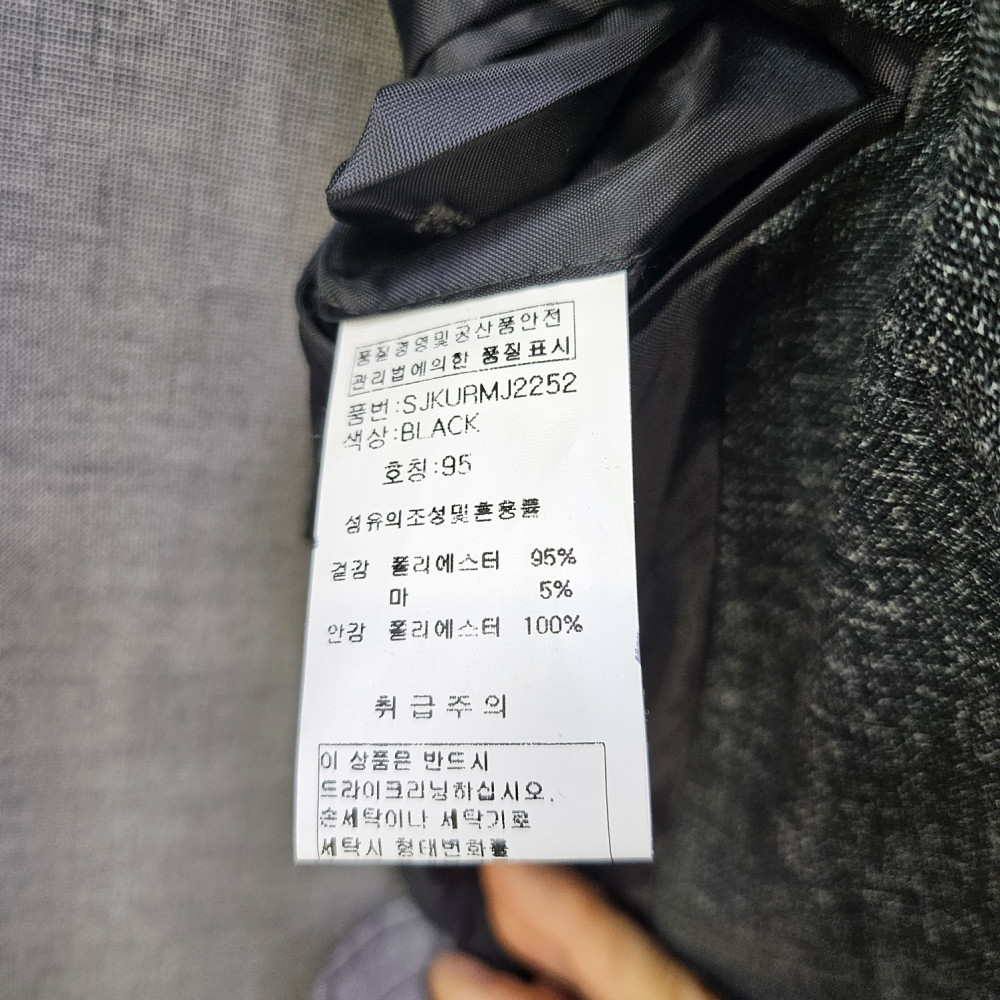 품질경영및공산품안전
관리법에의한 품질표시
품번:SJKURMJ2252
색상:BLACK
호칭:95
섬유의조성및혼용률
겉감 폴리에스터 95%
마 5%
안감 폴리에스터 100%
취급주의
이 상품은 반드시
드라이크리닝하십시오.
손세탁이나 세탁기로
세탁시 형태변화를